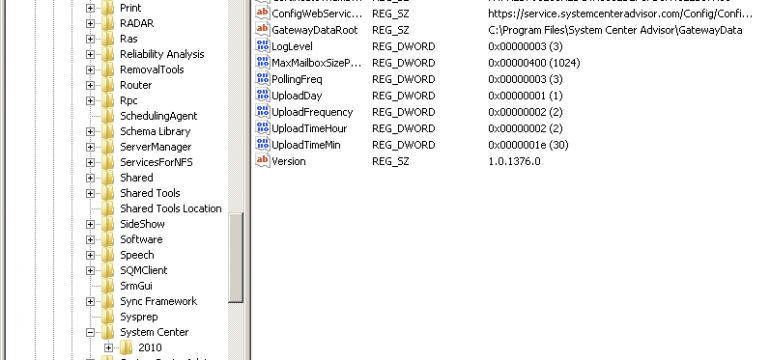 Print
RADAR
Ras
Reliability Analysis
RemovalTools
Router
Rpc
SchedulingAgent
Schema Library
ServerManager
ServicesForNFS
Shared
Shared Tools
Shared Tools Location
SideShow
Software
Speech
SQMClient
SrmGui
Sync Framework
Sysprep
System Center
2010
ConfigWebServic... REG_SZ https://service.systemcenteradvisor.com/Config/Confi...
GatewayDataRoot REG_SZ C:\Program Files\System Center Advisor\GatewayData
LogLevel REG_DWORD 0x00000003 (3)
MaxMailboxSizeP... REG_DWORD 0x00000400 (1024)
PollingFreq REG_DWORD 0x00000003 (3)
UploadDay REG_DWORD 0x00000001 (1)
UploadFrequency REG_DWORD 0x00000002 (2)
UploadTimeHour REG_DWORD 0x00000002 (2)
UploadTimeMin REG_DWORD 0x0000001e (30)
Version REG_SZ 1.0.1376.0